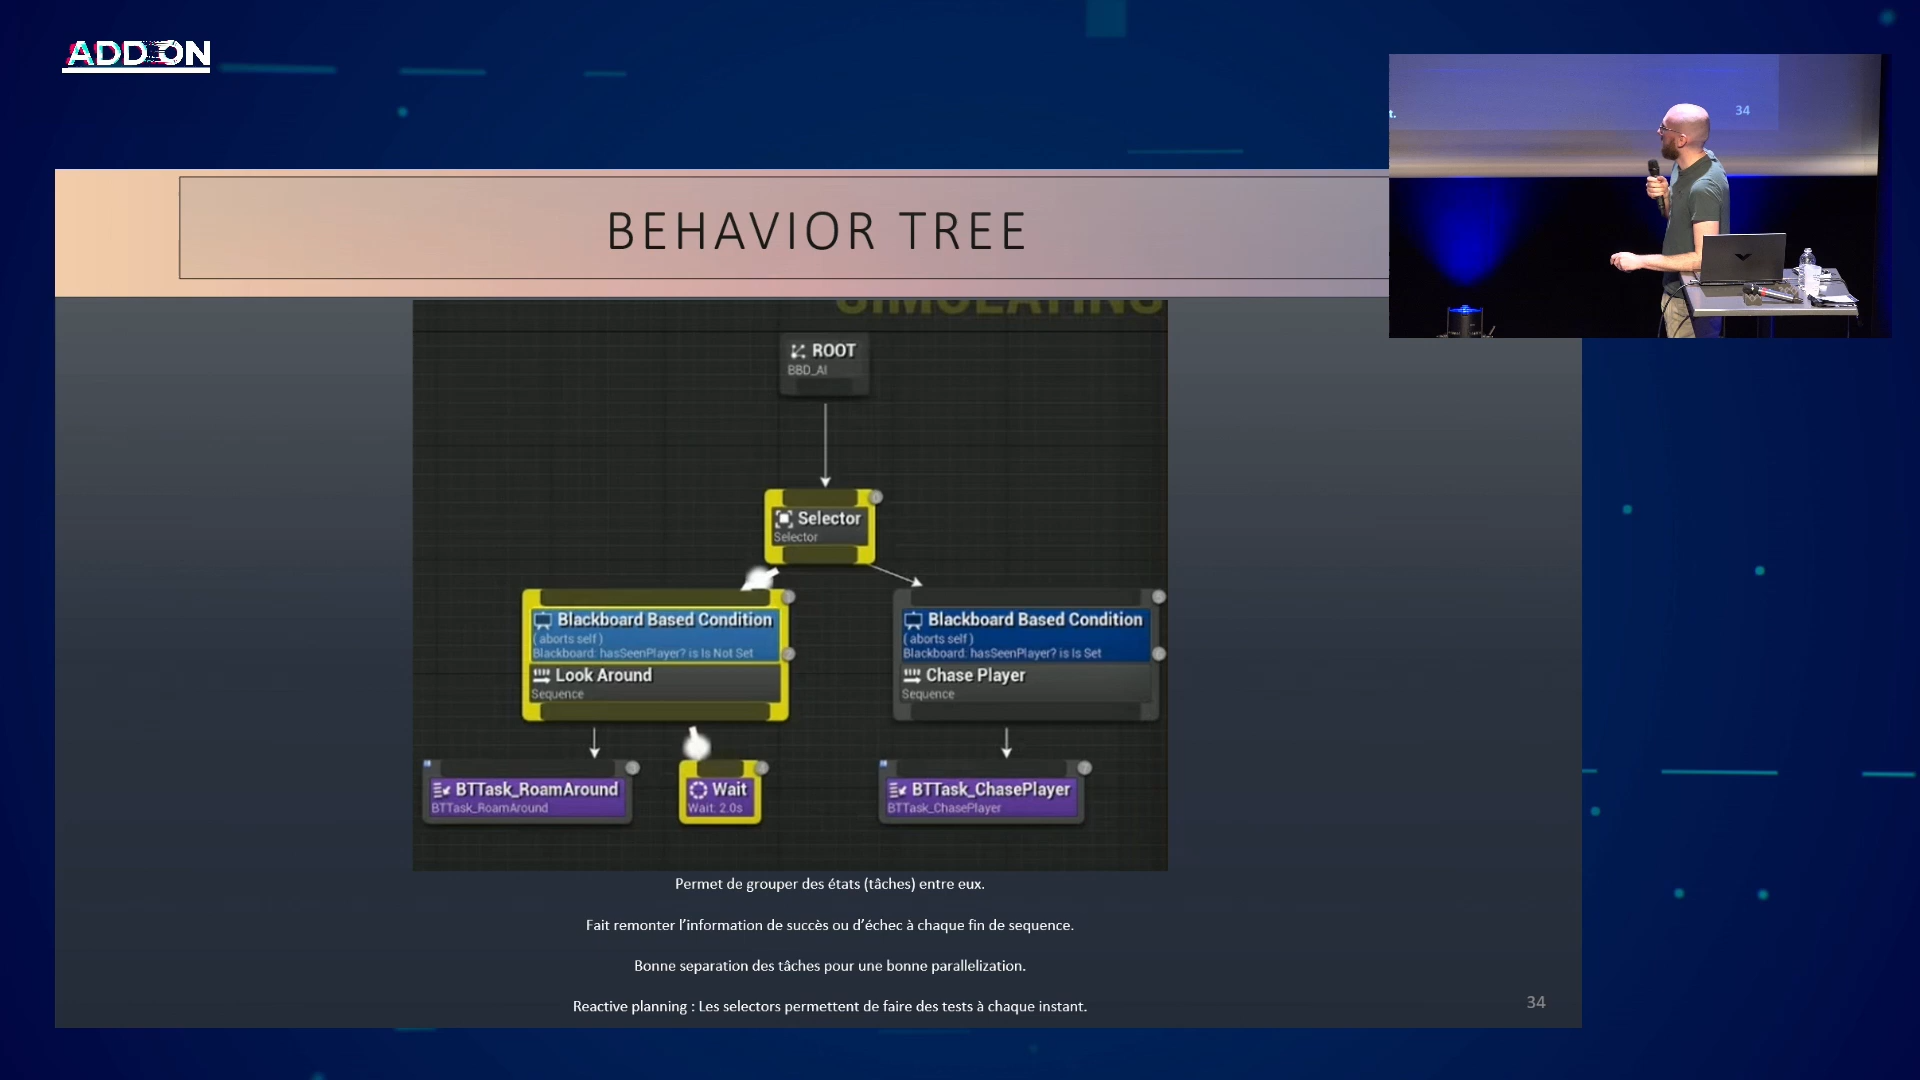 ADD ON
34
BEHAVIOR TREE
SIMULATING
ROOT
BBD_AI
Selector
Selector
Blackboard Based Condition
( aborts self )
Blackboard: hasSeenPlayer? is Is Not Set
Look Around
Sequence
Blackboard Based Condition
( aborts self )
Blackboard: hasSeenPlayer? is Is Set
Chase Player
Sequence
BTTask_RoamAround
BTTask_RoamAround
Wait
Wait: 2.0s
BTTask_ChasePlayer
BTTask_ChasePlayer
Permet de grouper des états (tâches) entre eux.
Fait remonter l’information de succès ou d’échec à chaque fin de sequence.
Bonne separation des tâches pour une bonne parallelization.
Reactive planning : Les selectors permettent de faire des tests à chaque instant.
34